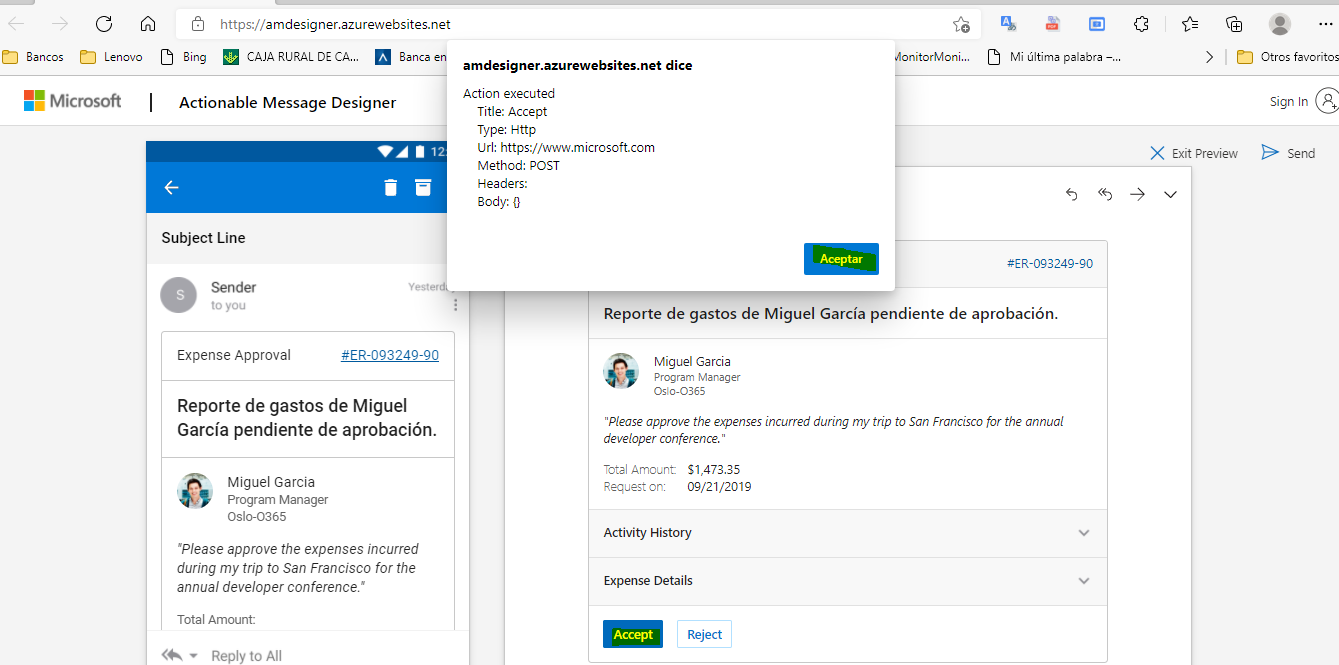 https://amdesigner.azurewebsites.net
Bancos
Lenovo
Bing
CAJA RURAL DE CA...
Banca en
MonitorMoni...
Mi última palabra –...
Otros favoritos
Microsoft
Actionable Message Designer
Sign In
amdesigner.azurewebsites.net dice
Action executed
Title: Accept
Type: Http
Url: https://www.microsoft.com
Method: POST
Headers:
Body: {}
Aceptar
Exit Preview
Send
12:
Subject Line
S
Sender
to you
Yesterd
Expense Approval
#ER-093249-90
Reporte de gastos de Miguel
García pendiente de aprobación.
Miguel Garcia
Program Manager
Oslo-O365
"Please approve the expenses incurred
during my trip to San Francisco for the
annual developer conference."
Total Amount:
Reply to All
#ER-093249-90
Reporte de gastos de Miguel García pendiente de aprobación.
Miguel Garcia
Program Manager
Oslo-O365
"Please approve the expenses incurred during my trip to San Francisco for the annual
developer conference."
Total Amount: $1,473.35
Request on: 09/21/2019
Activity History
Expense Details
Accept
Reject